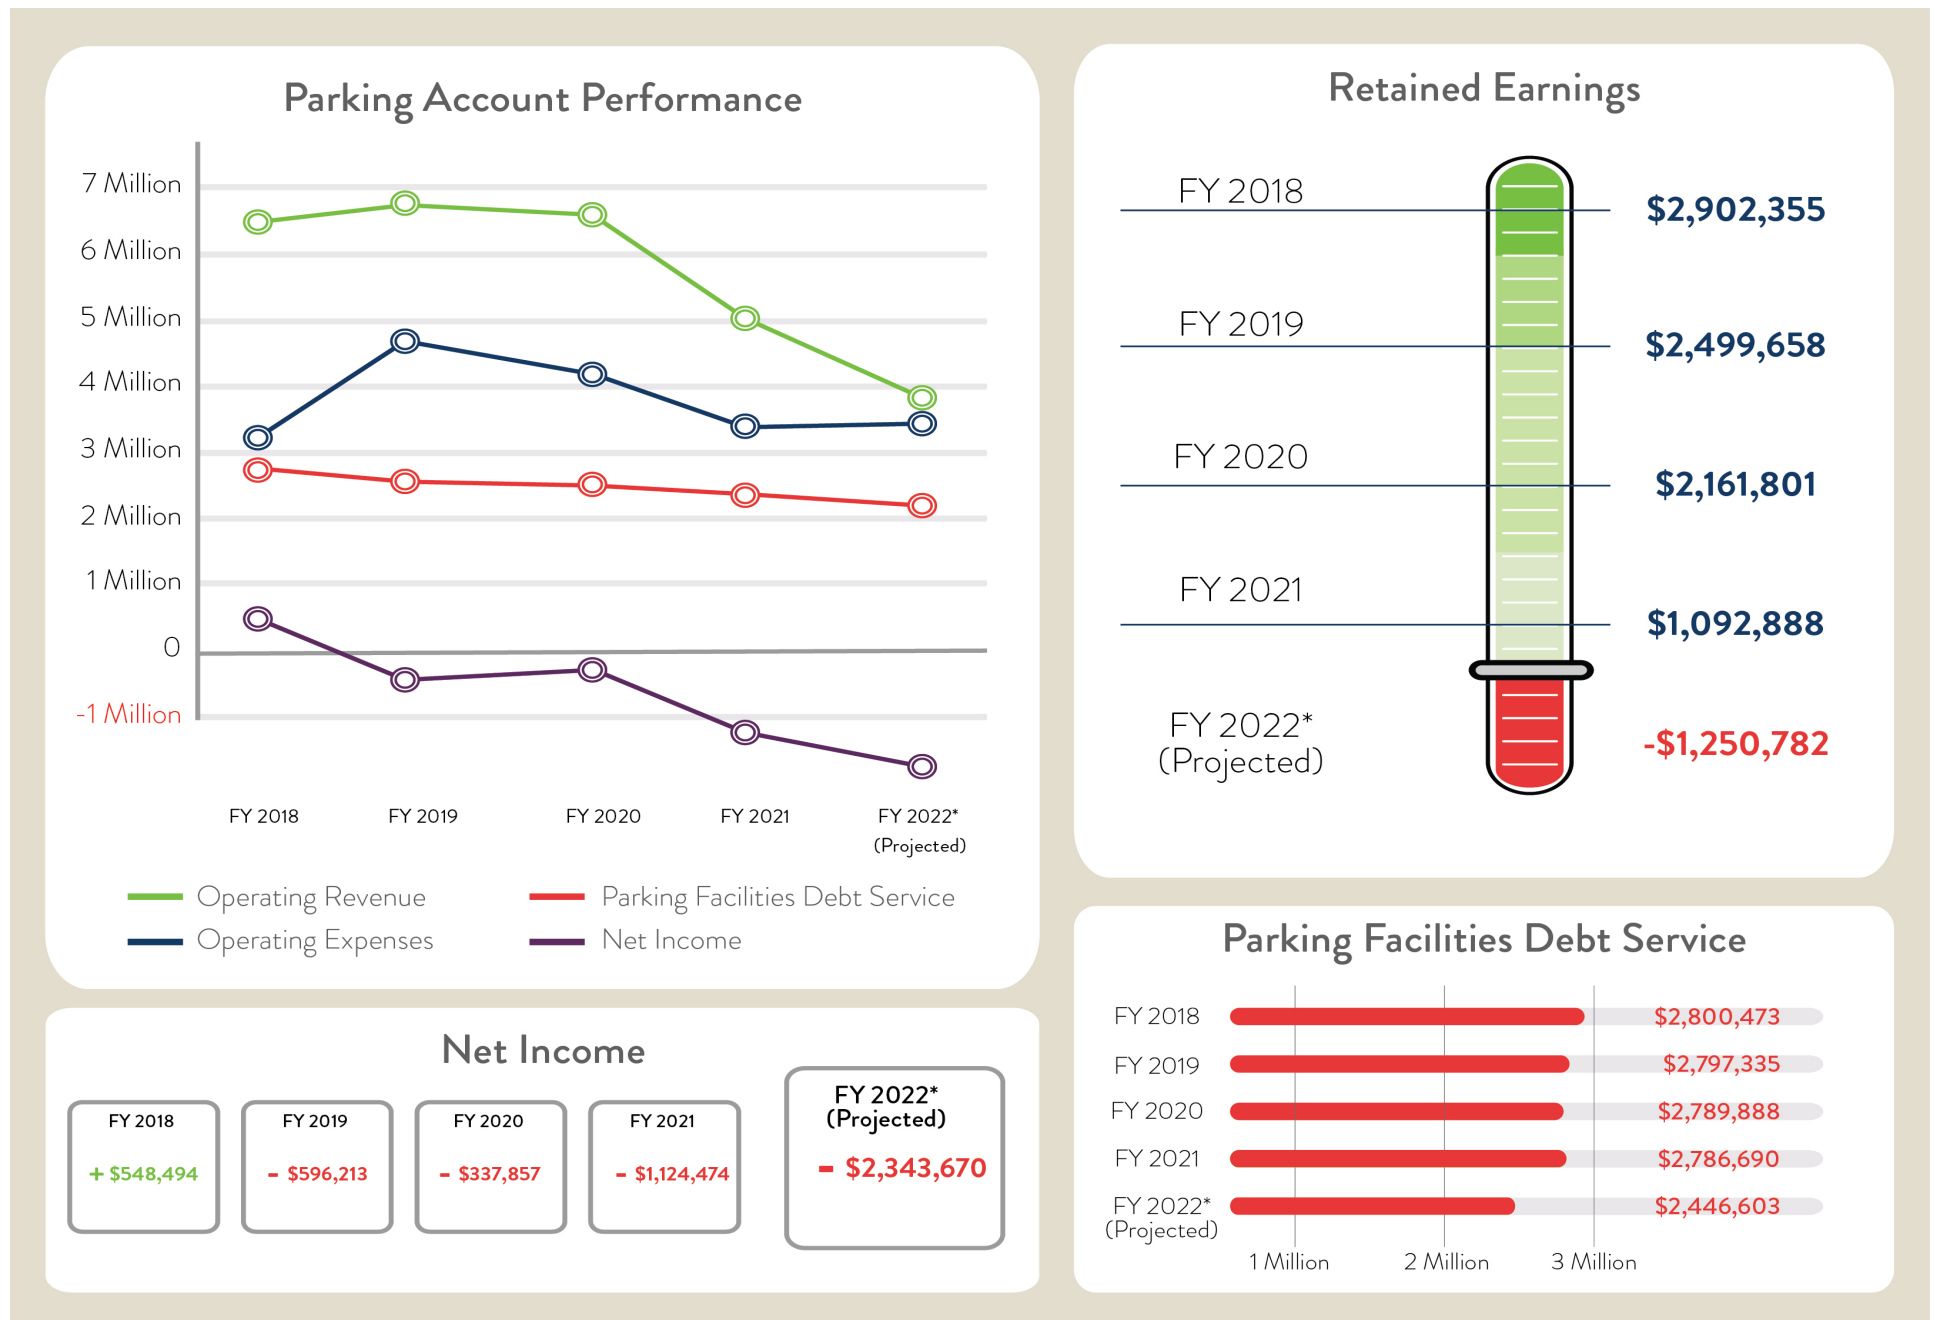 Parking Account Performance
7 Million
6 Million
5 Million
4 Million
3 Million
2 Million
1 Million
0
-1 Million
FY 2018
FY 2019
FY 2020
FY 2021
FY 2022*
(Projected)
Operating Revenue
Parking Facilities Debt Service
Operating Expenses
Net Income
Retained Earnings
FY 2018
$2,902,355
FY 2019
$2,499,658
FY 2020
$2,161,801
FY 2021
$1,092,888
FY 2022*
(Projected)
-$1,250,782
Net Income
FY 2018
+ $548,494
FY 2019
- $596,213
FY 2020
- $337,857
FY 2021
- $1,124,474
FY 2022*
(Projected)
- $2,343,670
Parking Facilities Debt Service
FY 2018
$2,800,473
FY 2019
$2,797,335
FY 2020
$2,789,888
FY 2021
$2,786,690
FY 2022*
(Projected)
$2,446,603
1 Million
2 Million
3 Million